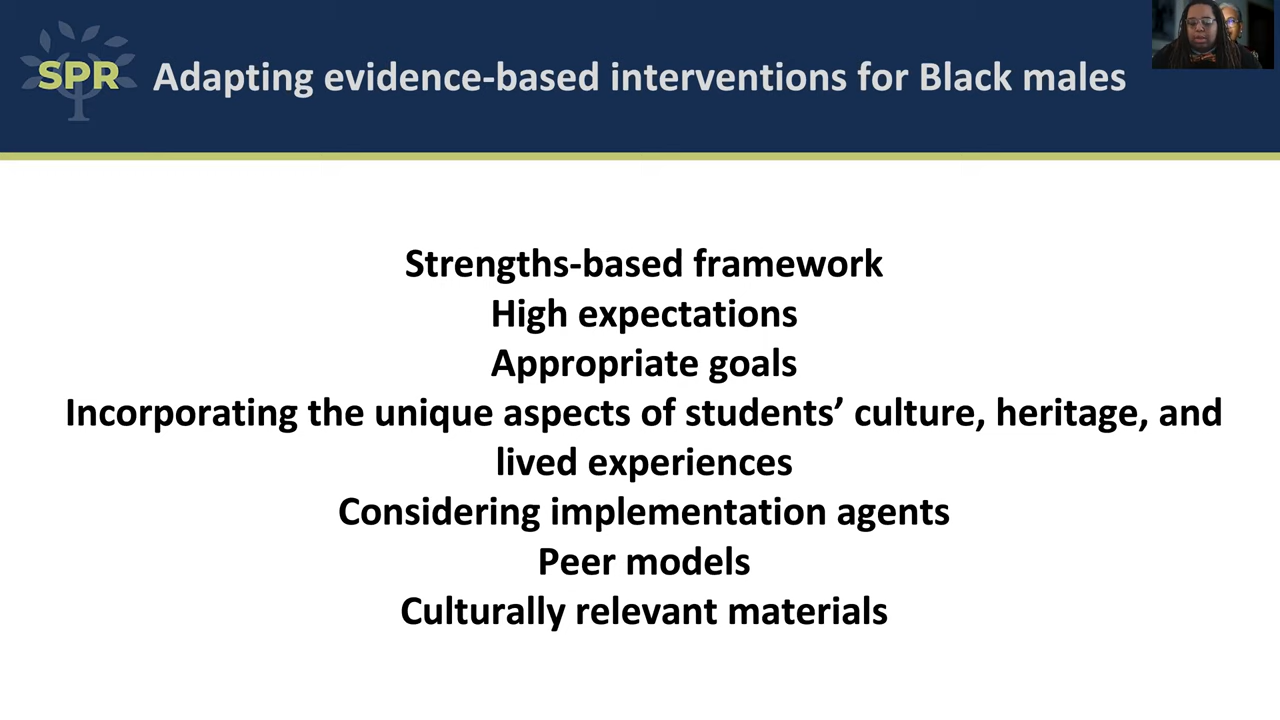 SPR
Adapting evidence-based interventions for Black males
Strengths-based framework
High expectations
Appropriate goals
Incorporating the unique aspects of students’ culture, heritage, and
lived experiences
Considering implementation agents
Peer models
Culturally relevant materials